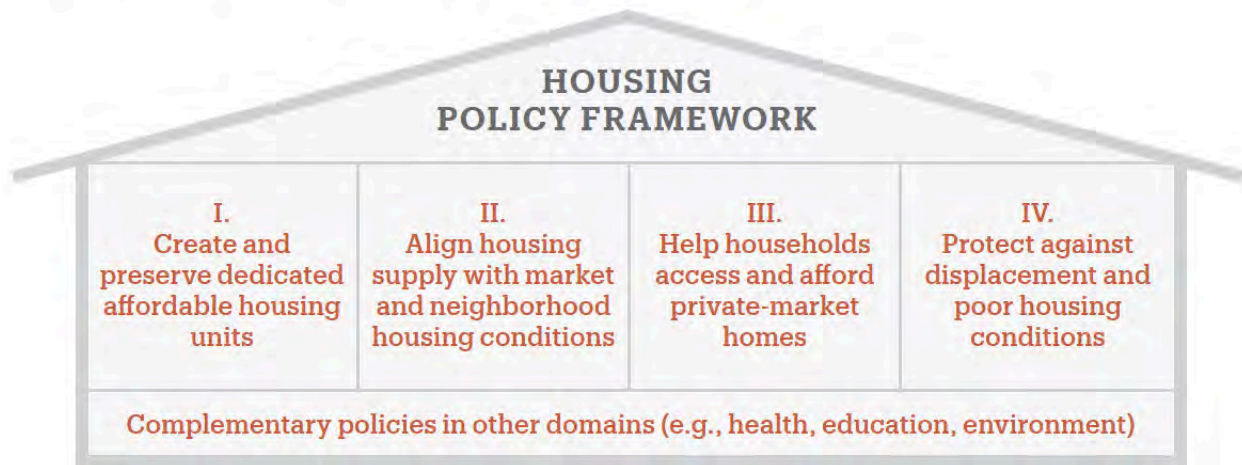 HOUSING
POLICY FRAMEWORK
I.
Create and
preserve dedicated
affordable housing
units
II.
Align housing
supply with market
and neighborhood
housing conditions
III.
Help households
access and afford
private-market
homes
IV.
Protect against
displacement and
poor housing
conditions
Complementary policies in other domains (e.g., health, education, environment)